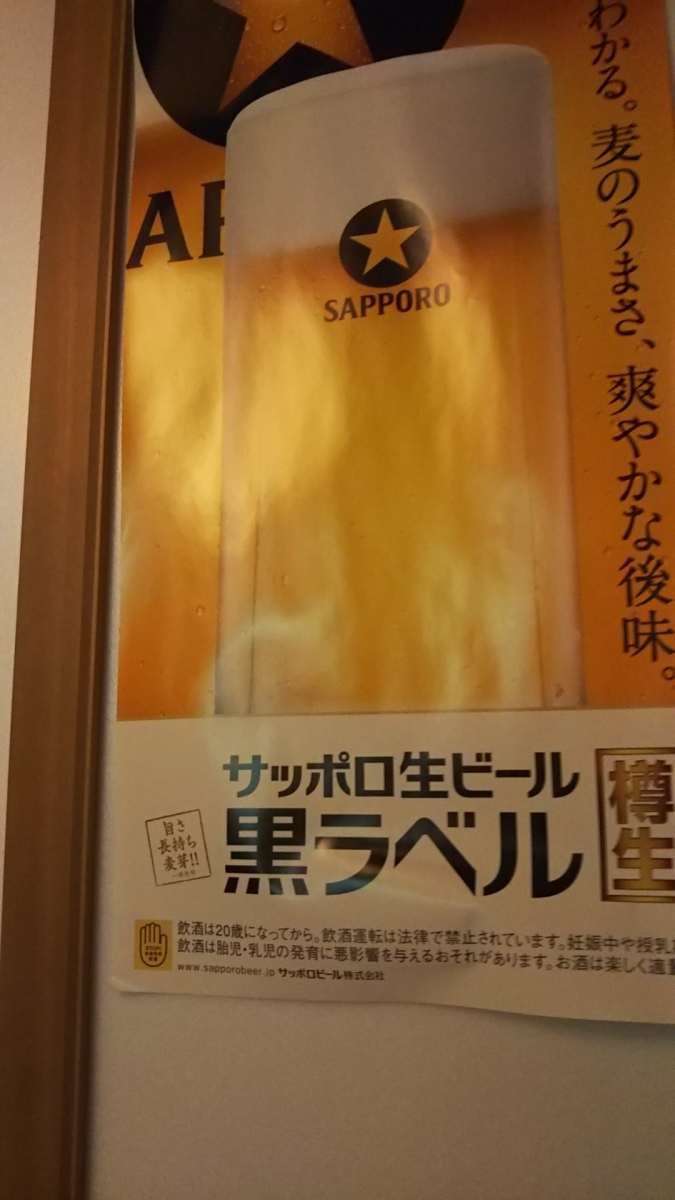 わかる。麦のうまさ、爽やかな後味。
SAPPORO
サッポロ生ビール
黒ラベル
樽生
旨さ
長持ち
麦芽!!
飲酒は20歳になってから。飲酒運転は法律で禁止されています。妊娠中や授乳
飲酒は胎児・乳児の発育に悪影響を与えるおそれがあります。お酒は楽しく適量
www.sapporobeer.jp サッポロビール株式会社